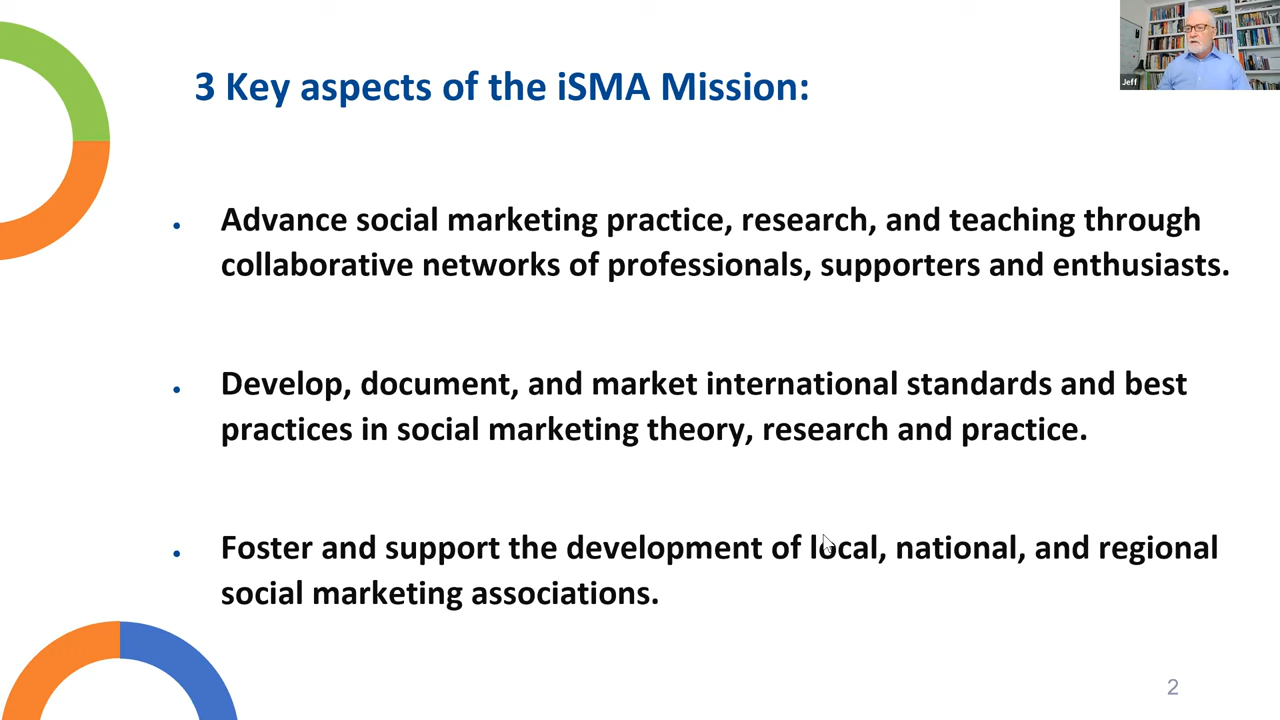 3 Key aspects of the iSMA Mission:
Jeff
Advance social marketing practice, research, and teaching through
collaborative networks of professionals, supporters and enthusiasts.
Develop, document, and market international standards and best
practices in social marketing theory, research and practice.
Foster and support the development of local, national, and regional
social marketing associations.
2